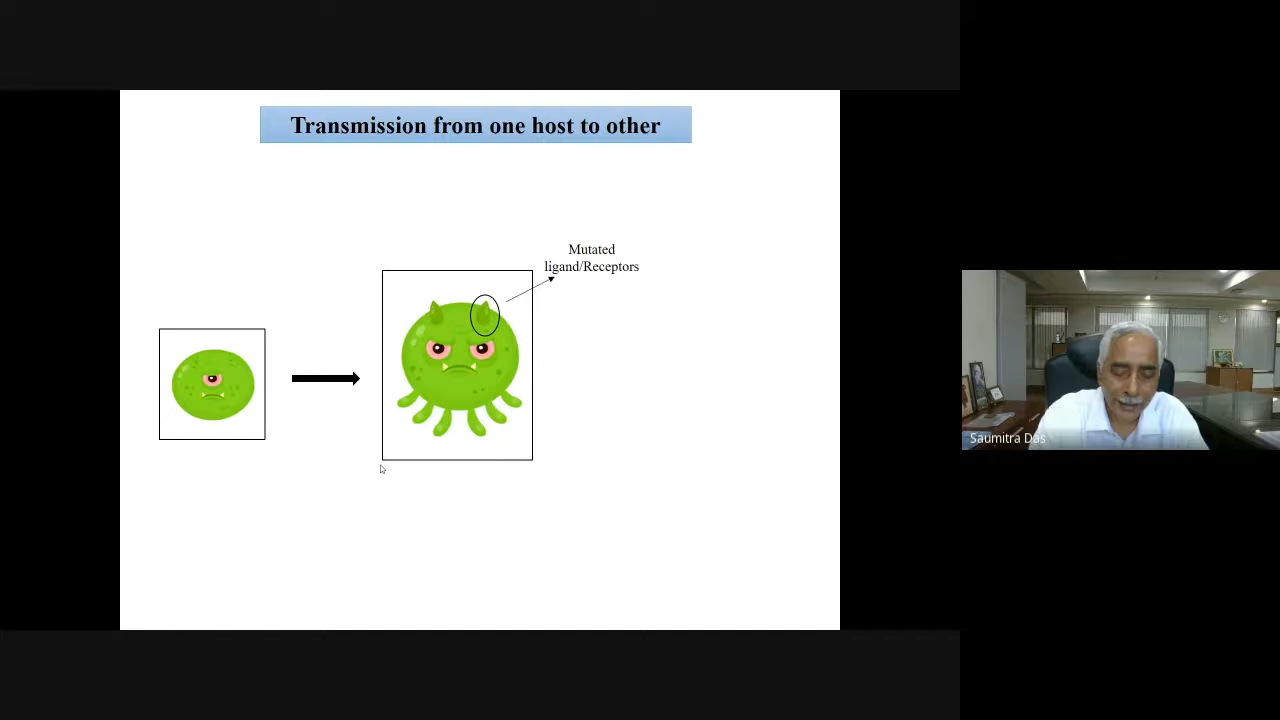 Transmission from one host to other
Mutated
ligand/Receptors
Saumitra Das